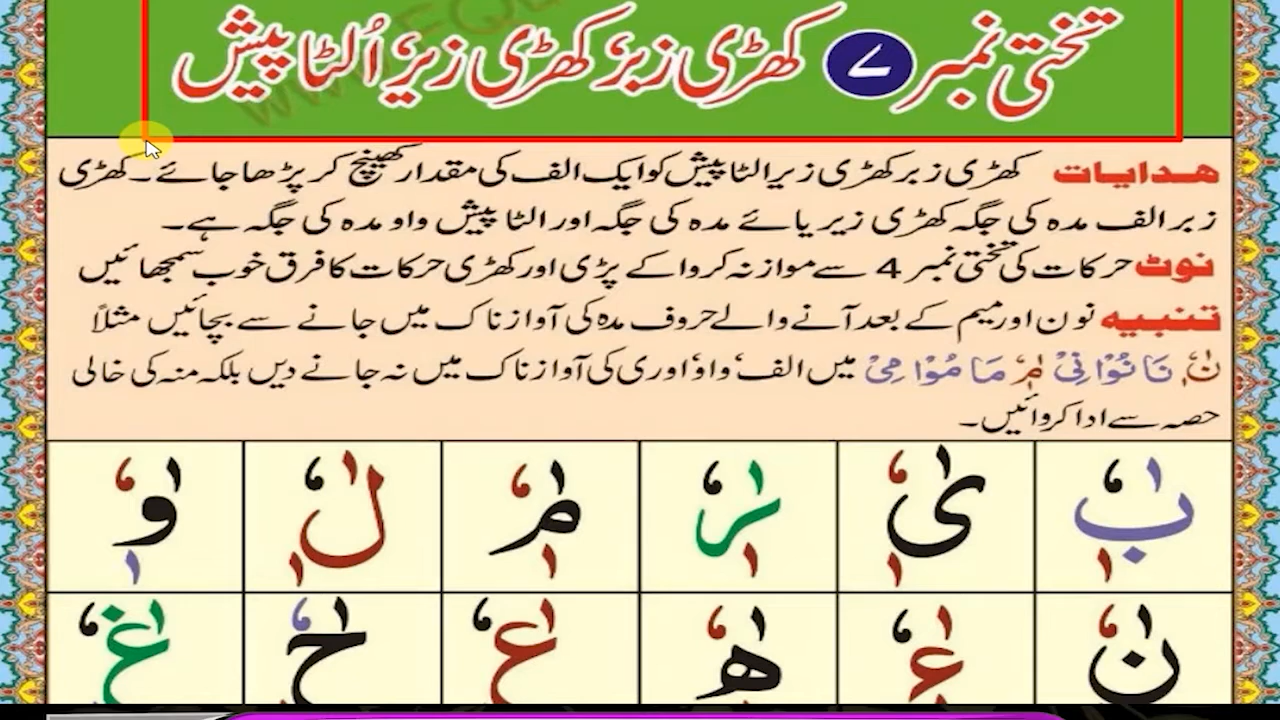 تختی نمبر ۷ کھڑی زبر، کھڑی زیر، اُلٹا پیش
ھدایات کھڑی زبر کھڑی زیر الٹا پیش کو ایک الف کی مقدار کھینچ کر پڑھا جائے۔ کھڑی
زبر الف مدہ کی جگہ کھڑی زیر یائے مدہ کی جگہ اور الٹا پیش واو مدہ کی جگہ ہے۔
نوٹ حرکات کی تختی نمبر 4 سے موازنہ کروا کے پڑی اور کھڑی حرکات کا فرق خوب سمجھائیں
تنبیہ نون اور میم کے بعد آنے والے حروف مدہ کی آواز ناک میں جانے سے بچائیں مثلاً
نٰ نَا نُوْا نِیْ مٰ مَا مُوْا مِیْ میں الف، واؤ اور ی کی آواز ناک میں نہ جانے دیں بلکہ منہ کی خالی
حصہ سے ادا کروائیں۔
بٰ ىٰ رٰ مٰ لٰ وٰ
نٰ ءٰ ھٰ عٰ حٰ غٰ